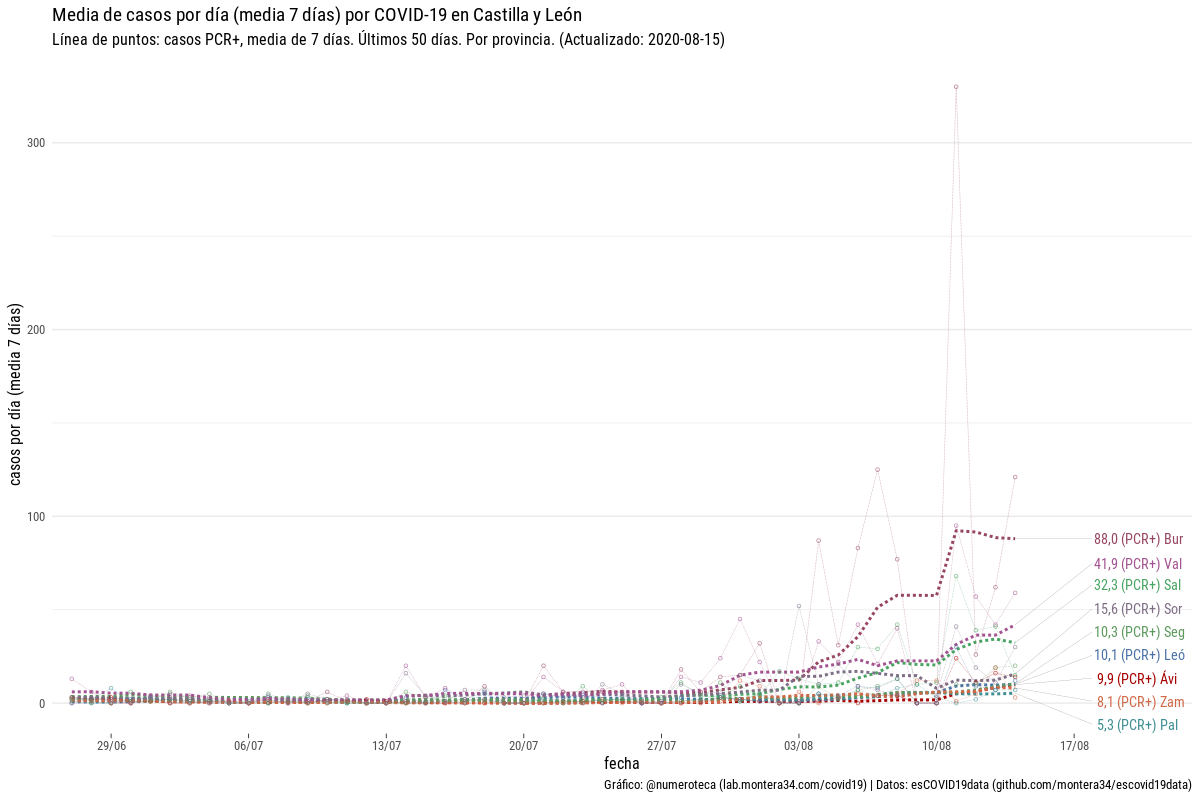 Media de casos por día (media 7 días) por COVID-19 en Castilla y León
Línea de puntos: casos PCR+, media de 7 días. Últimos 50 días. Por provincia. (Actualizado: 2020-08-15)
casos por día (media 7 días)
300
200
100
0
88,0 (PCR+) Bur
41,9 (PCR+) Val
32,3 (PCR+) Sal
15,6 (PCR+) Sor
10,3 (PCR+) Seg
10,1 (PCR+) Leó
9,9 (PCR+) Ávi
8,1 (PCR+) Zam
5,3 (PCR+) Pal
29/06 06/07 13/07 20/07 27/07 03/08 10/08 17/08
fecha
Gráfico: @numeroteca (lab.montera34.com/covid19) | Datos: esCOVID19data (github.com/montera34/escovid19data)